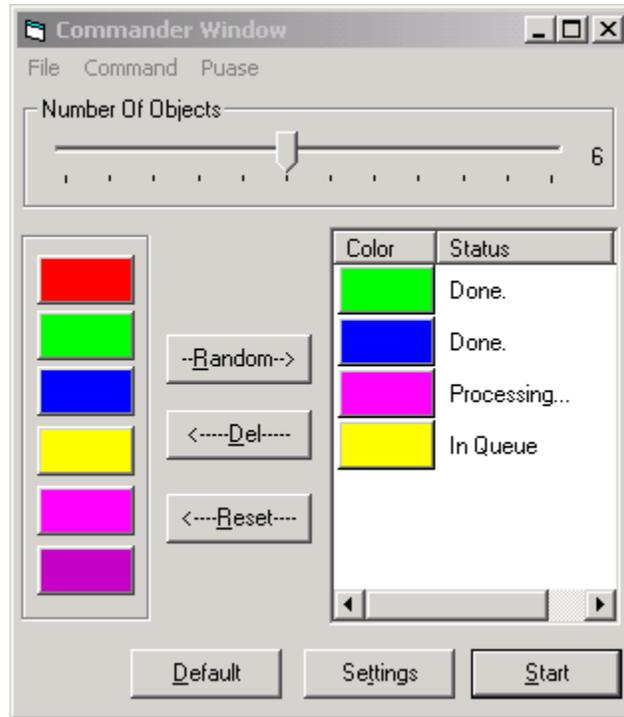 Commander Window
File Command Puase
Number Of Objects
6
Color Status
Done.
Done.
--Random-->
Processing...
<-----Del-----
In Queue
<----Reset----
Default Settings Start